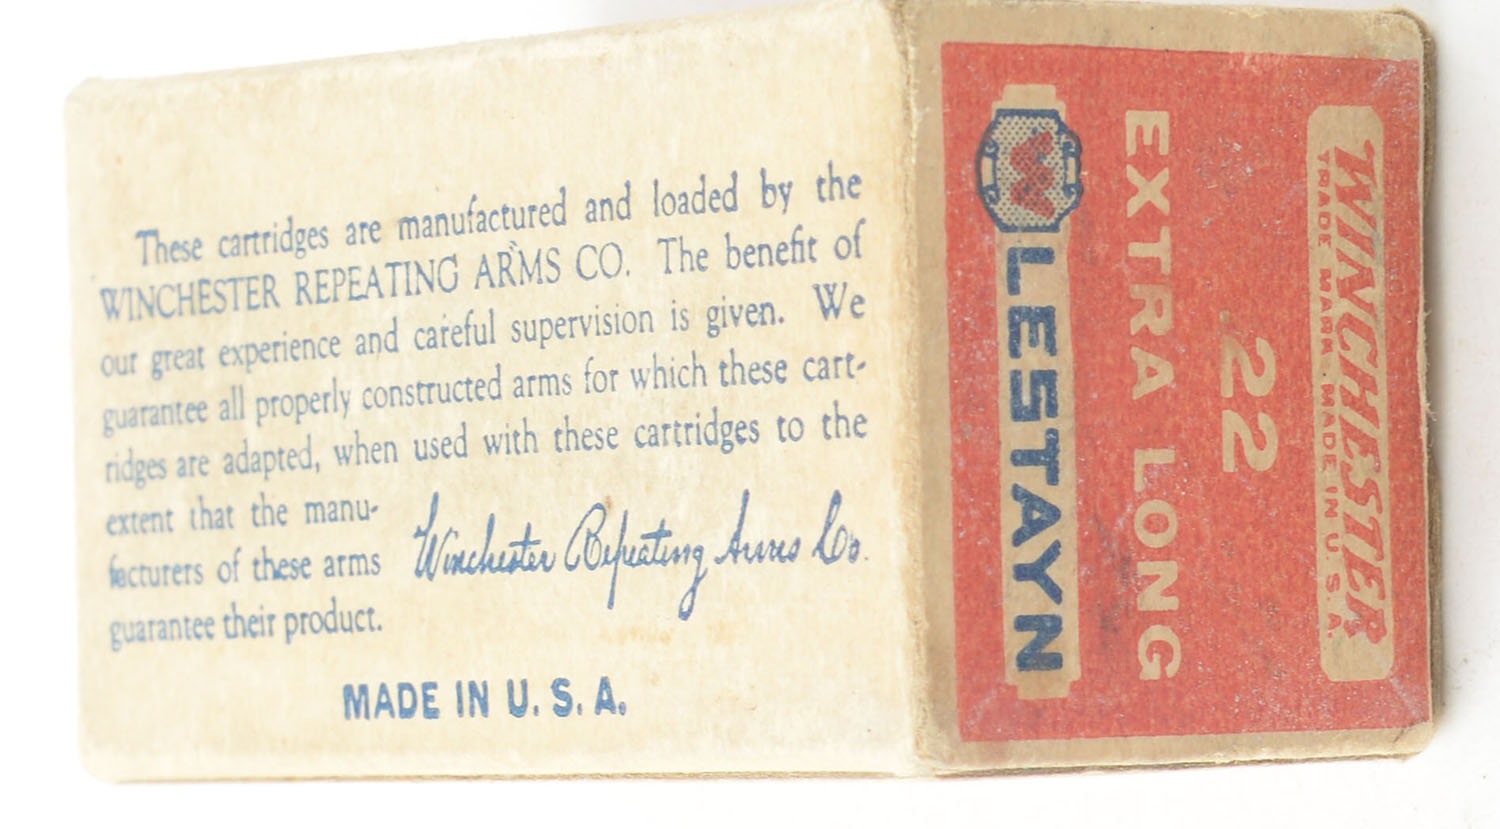 These cartridges are manufactured and loaded by the
WINCHESTER REPEATING ARMS CO. The benefit of
our great experience and careful supervision is given. We
guarantee all properly constructed arms for which these cart-
ridges are adapted, when used with these cartridges to the
extent that the manu-
facturers of these arms
guarantee their product.
Winchester Repeating Arms Co.
MADE IN U. S. A.
WINCHESTER
TRADE MARK MADE IN U. S. A.
.22
EXTRA LONG
W LESTAYN